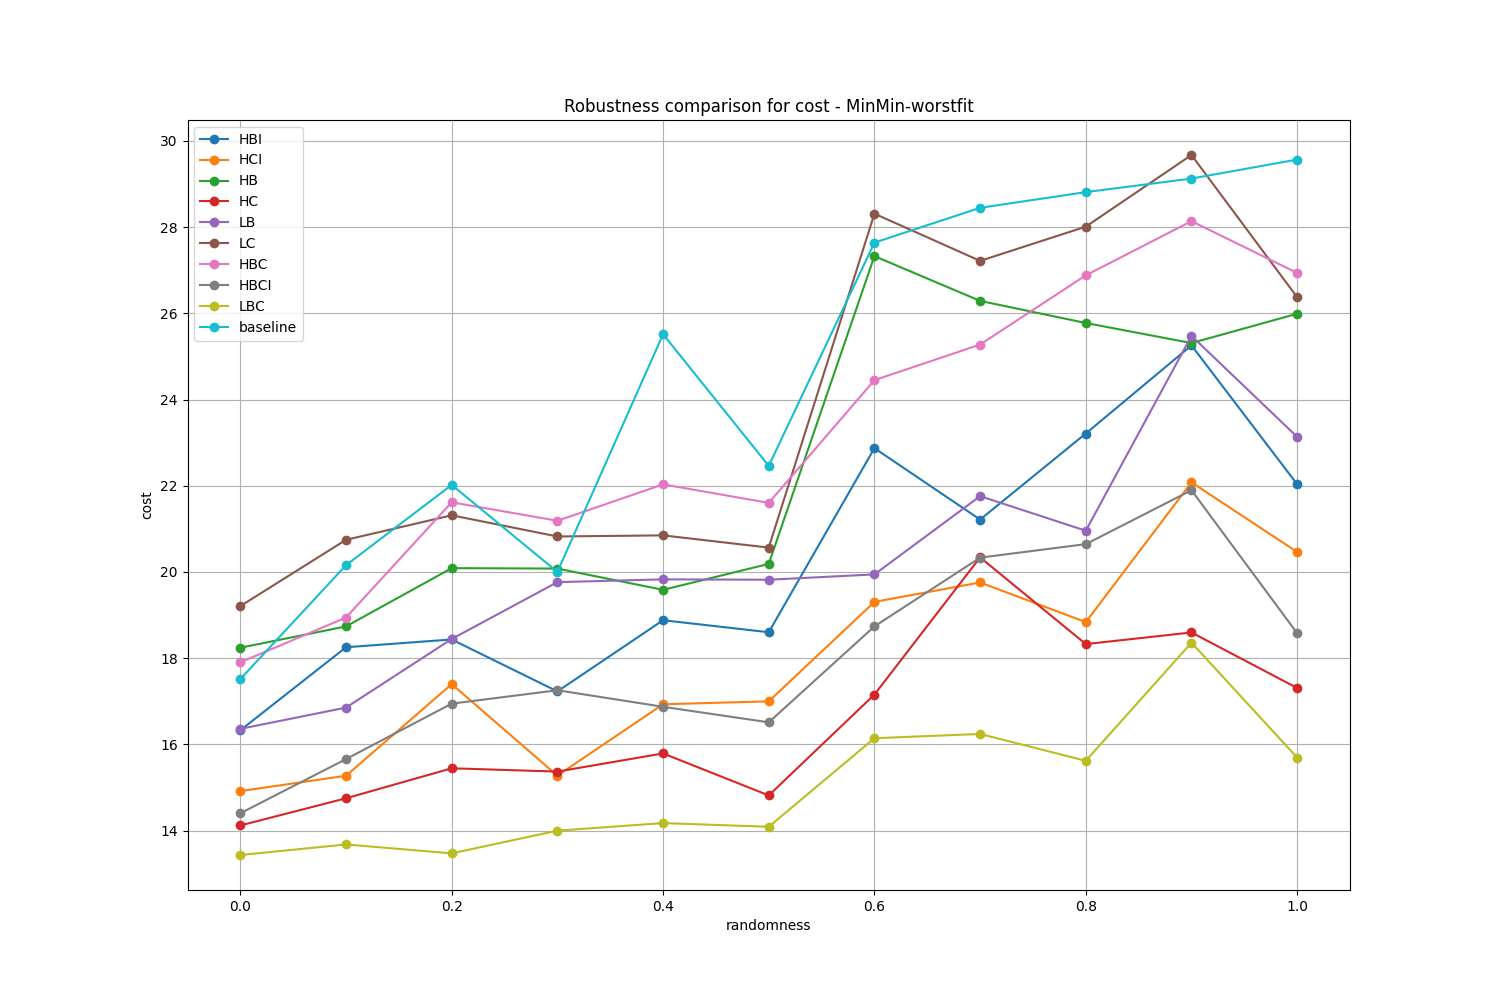 Robustness comparison for cost - MinMin-worstfit
30
28
26
24
22
20
18
16
14
cost
HBI
HCI
HB
HC
LB
LC
HBC
HBCI
LBC
baseline
0.0 0.2 0.4 0.6 0.8 1.0
randomness